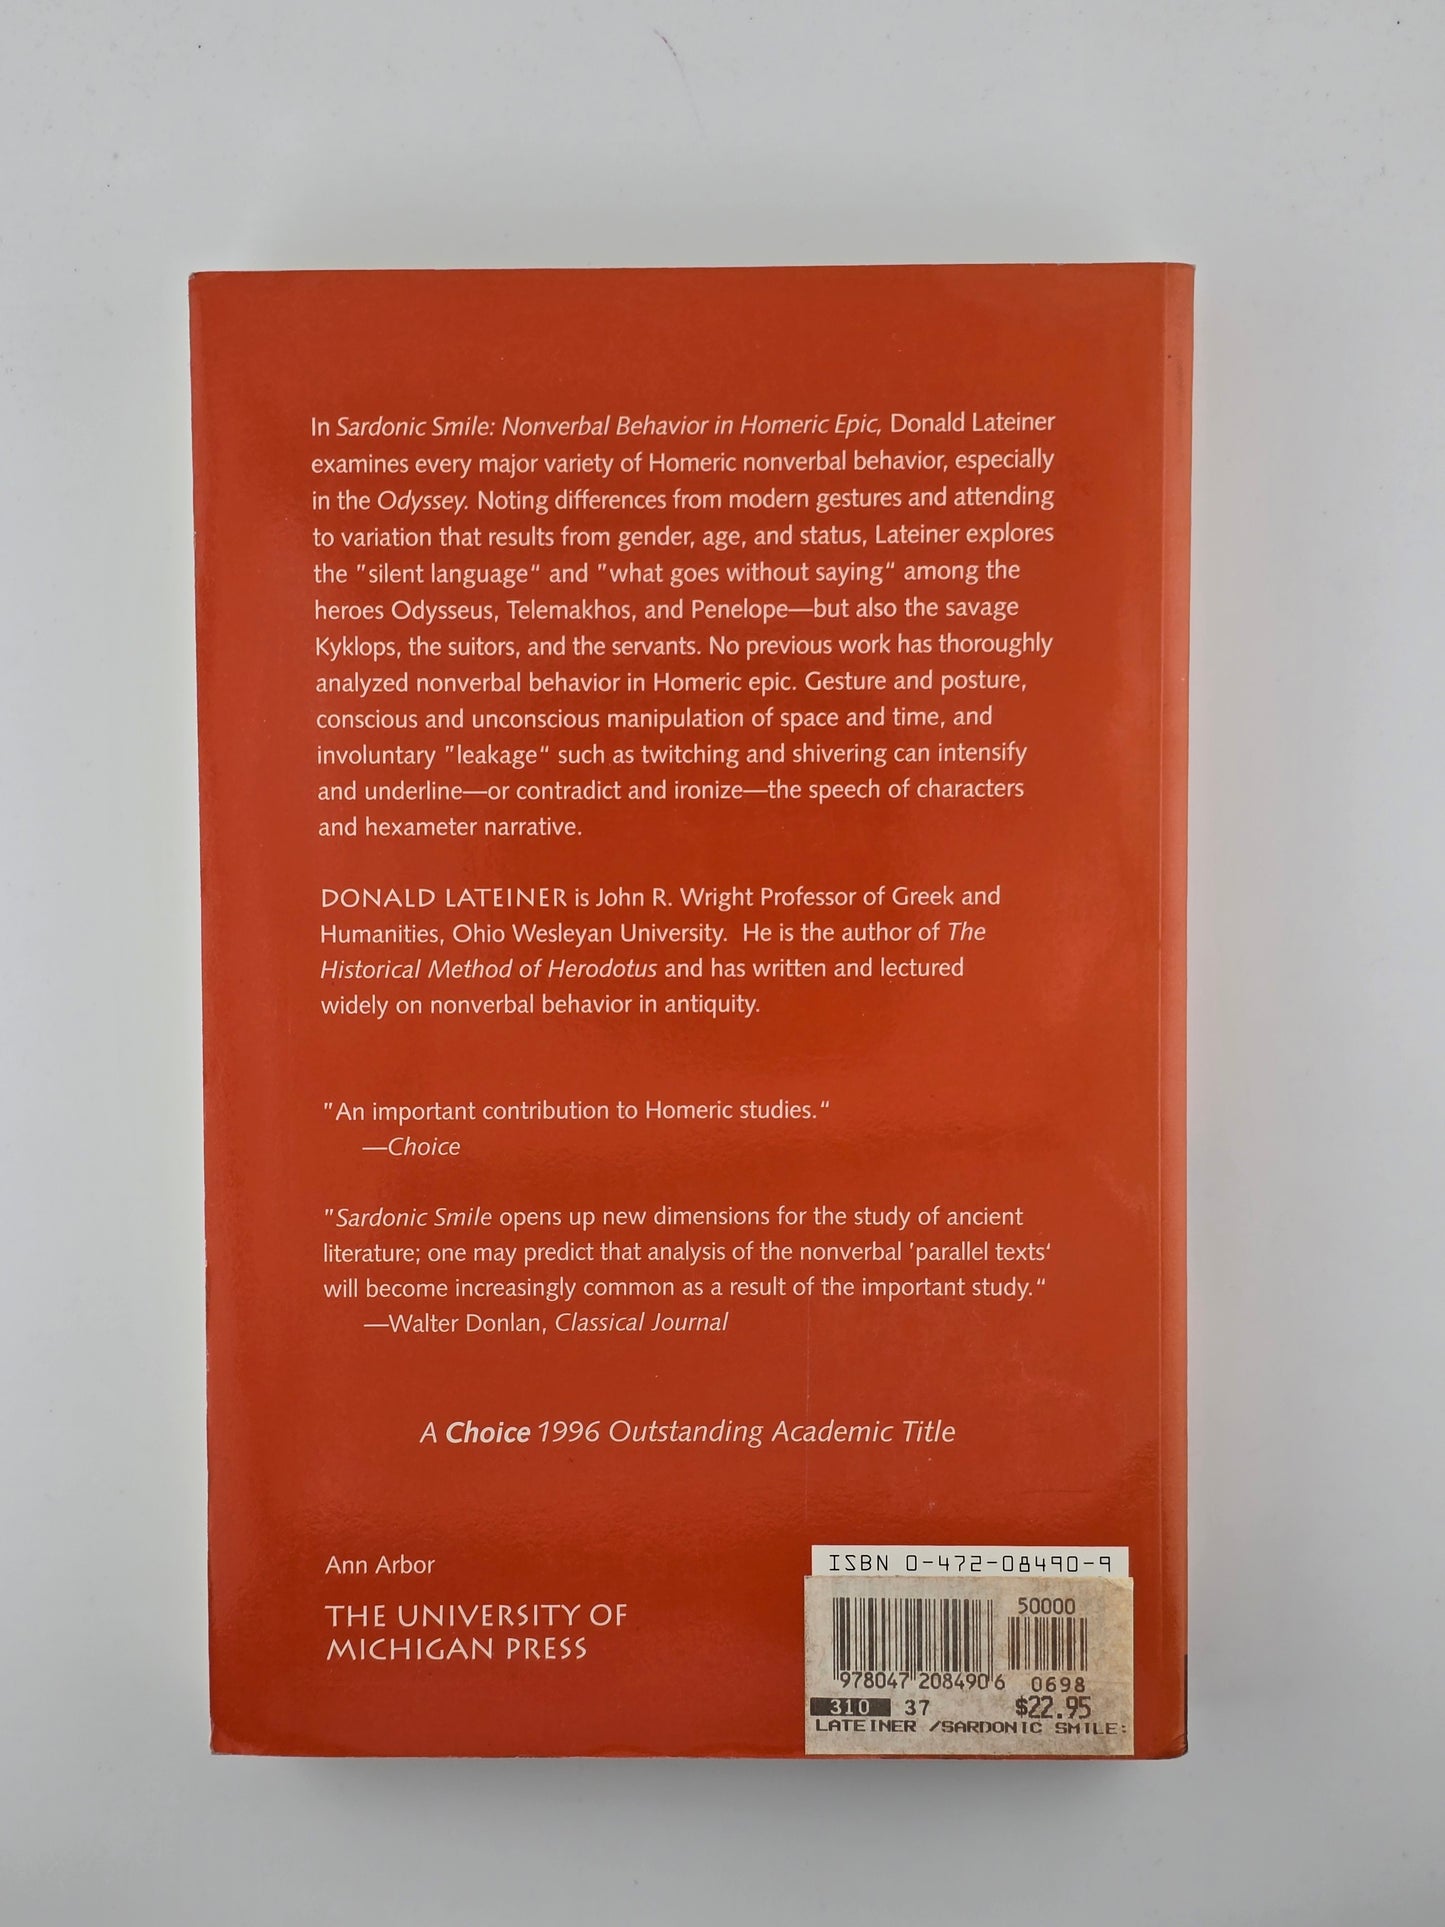 In Sardonic Smile: Nonverbal Behavior in Homeric Epic, Donald Lateiner
examines every major variety of Homeric nonverbal behavior, especially
in the Odyssey. Noting differences from modern gestures and attending
to variation that results from gender, age, and status, Lateiner explores
the "silent language" and "what goes without saying" among the
heroes Odysseus, Telemakhos, and Penelope—but also the savage
Kyklops, the suitors, and the servants. No previous work has thoroughly
analyzed nonverbal behavior in Homeric epic. Gesture and posture,
conscious and unconscious manipulation of space and time, and
involuntary "leakage" such as twitching and shivering can intensify
and underline—or contradict and ironize—the speech of characters
and hexameter narrative.
DONALD LATEINER is John R. Wright Professor of Greek and
Humanities, Ohio Wesleyan University. He is the author of The
Historical Method of Herodotus and has written and lectured
widely on nonverbal behavior in antiquity.
"An important contribution to Homeric studies."
—Choice
"Sardonic Smile opens up new dimensions for the study of ancient
literature; one may predict that analysis of the nonverbal 'parallel texts'
will become increasingly common as a result of the important study."
—Walter Donlan, Classical Journal
A Choice 1996 Outstanding Academic Title
Ann Arbor
THE UNIVERSITY OF
MICHIGAN PRESS
ISBN 0-472-08490-9
50000
9780472084906 0698
310 37 $22.95
LATEINER /SARDONIC SMILE: